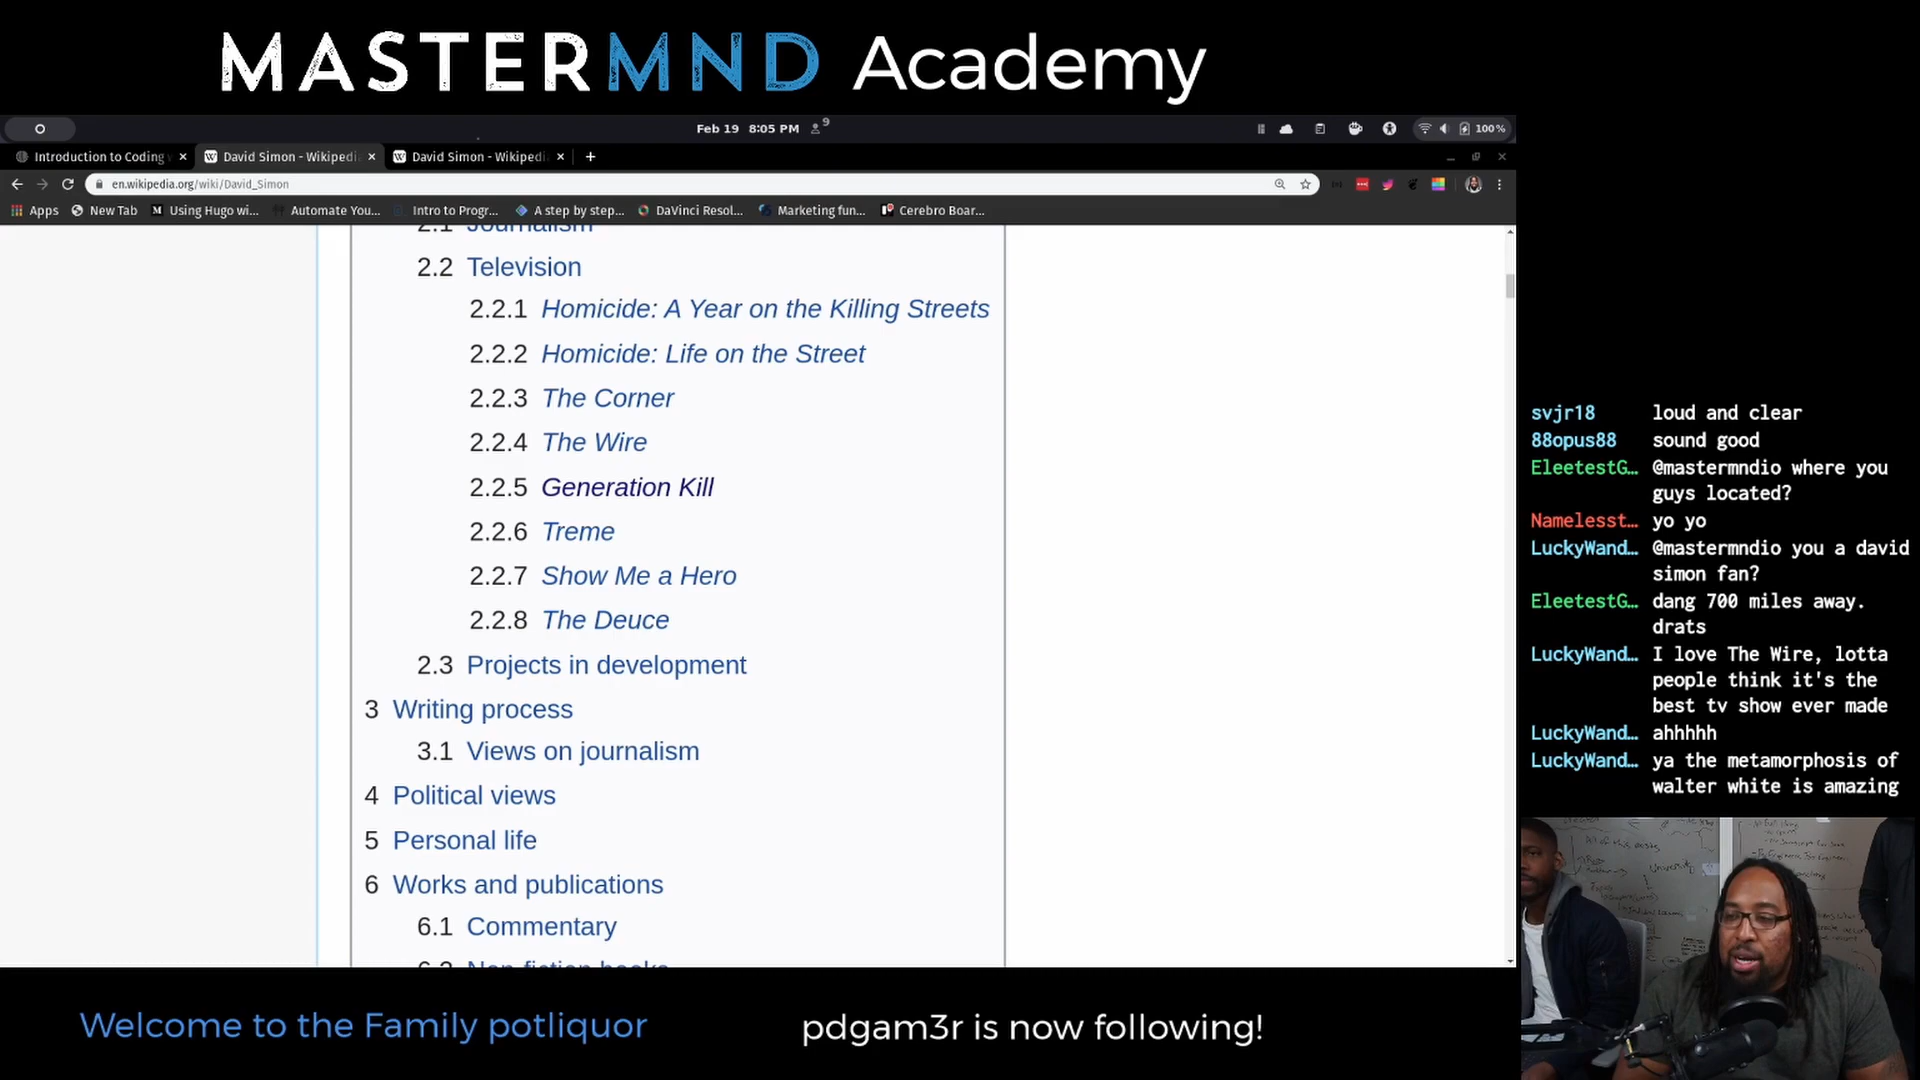 MASTERMND Academy
Feb 19 8:05 PM 9
100%
Introduction to Coding
David Simon - Wikipedi
David Simon - Wikipedi
en.wikipedia.org/wiki/David_Simon
Apps
New Tab
Using Hugo wi...
Automate You...
Intro to Progr...
A step by step...
DaVinci Resol...
Marketing fun...
Cerebro Boar...
2.1 Journalism
2.2 Television
2.2.1 Homicide: A Year on the Killing Streets
2.2.2 Homicide: Life on the Street
2.2.3 The Corner
2.2.4 The Wire
2.2.5 Generation Kill
2.2.6 Treme
2.2.7 Show Me a Hero
2.2.8 The Deuce
2.3 Projects in development
3 Writing process
3.1 Views on journalism
4 Political views
5 Personal life
6 Works and publications
6.1 Commentary
6.2 Non-fiction books
svjr18 loud and clear
88opus88 sound good
EleetestG… @mastermndio where you
guys located?
Namelesst… yo yo
LuckyWand… @mastermndio you a david
simon fan?
EleetestG… dang 700 miles away.
drats
LuckyWand… I love The Wire, lotta
people think it's the
best tv show ever made
LuckyWand… ahhhhh
LuckyWand… ya the metamorphosis of
walter white is amazing
Welcome to the Family potliquor
pdgam3r is now following!